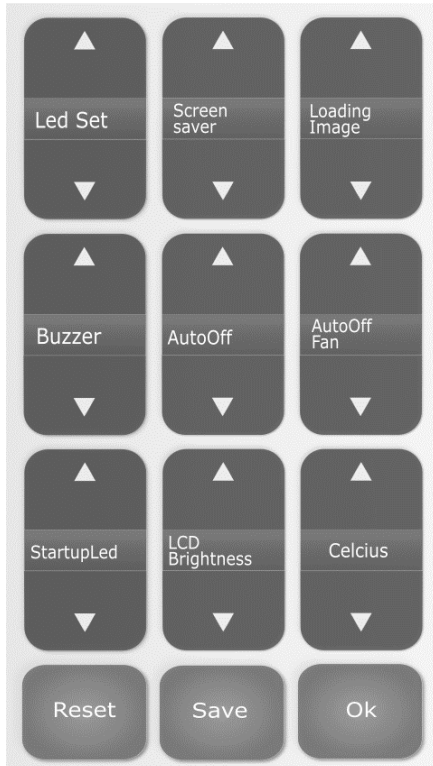 Led Set
Screen
saver
Loading
Image
Buzzer
AutoOff
AutoOff
Fan
StartupLed
LCD
Brightness
Celcius
Reset
Save
Ok